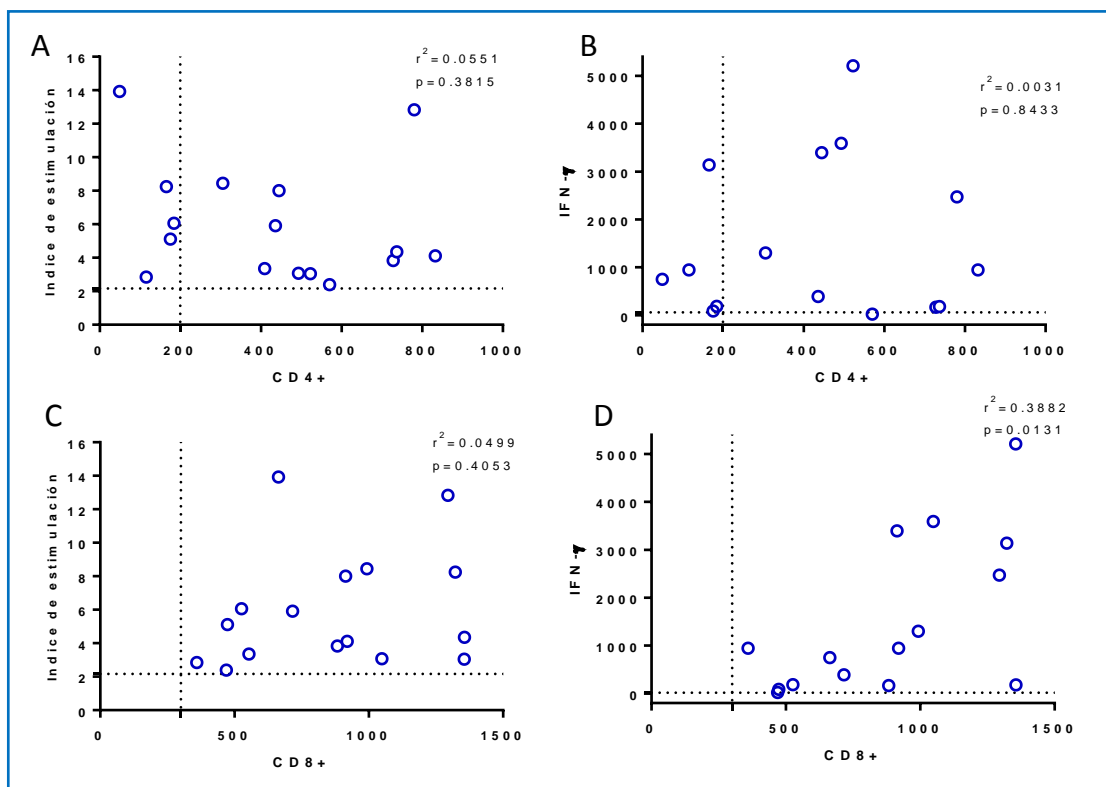 A
r²=0.0551
p=0.3815
Indice de estimulación
16
14
12
10
8
6
4
2
0
0 200 400 600 800 1000
CD4+
B
r²=0.0031
p=0.8433
IFN-γ
5000
4000
3000
2000
1000
0
0 200 400 600 800 1000
CD4+
C
r²=0.0499
p=0.4053
Indice de estimulación
16
14
12
10
8
6
4
2
0
0 500 1000 1500
CD8+
D
r²=0.3882
p=0.0131
IFN-γ
5000
4000
3000
2000
1000
0
0 500 1000 1500
CD8+